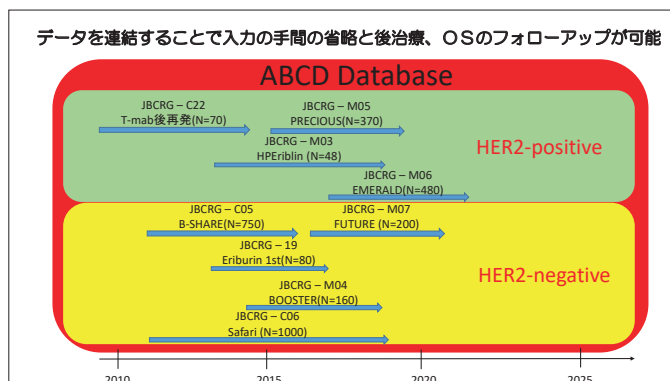 データを連結することで入力の手間の省略と後治療、ＯＳのフォローアップが可能
ABCD Database
JBCRG – C22
T-mab後再発(N=70)
JBCRG – M05
PRECIOUS(N=370)
JBCRG – M03
HPEriblin (N=48)
HER2-positive
JBCRG – M06
EMERALD(N=480)
JBCRG – C05
B-SHARE(N=750)
JBCRG – M07
FUTURE (N=200)
JBCRG – 19
Eriburin 1st(N=80)
HER2-negative
JBCRG – M04
BOOSTER(N=160)
JBCRG – C06
Safari (N=1000)
2010 2015 2020 2025